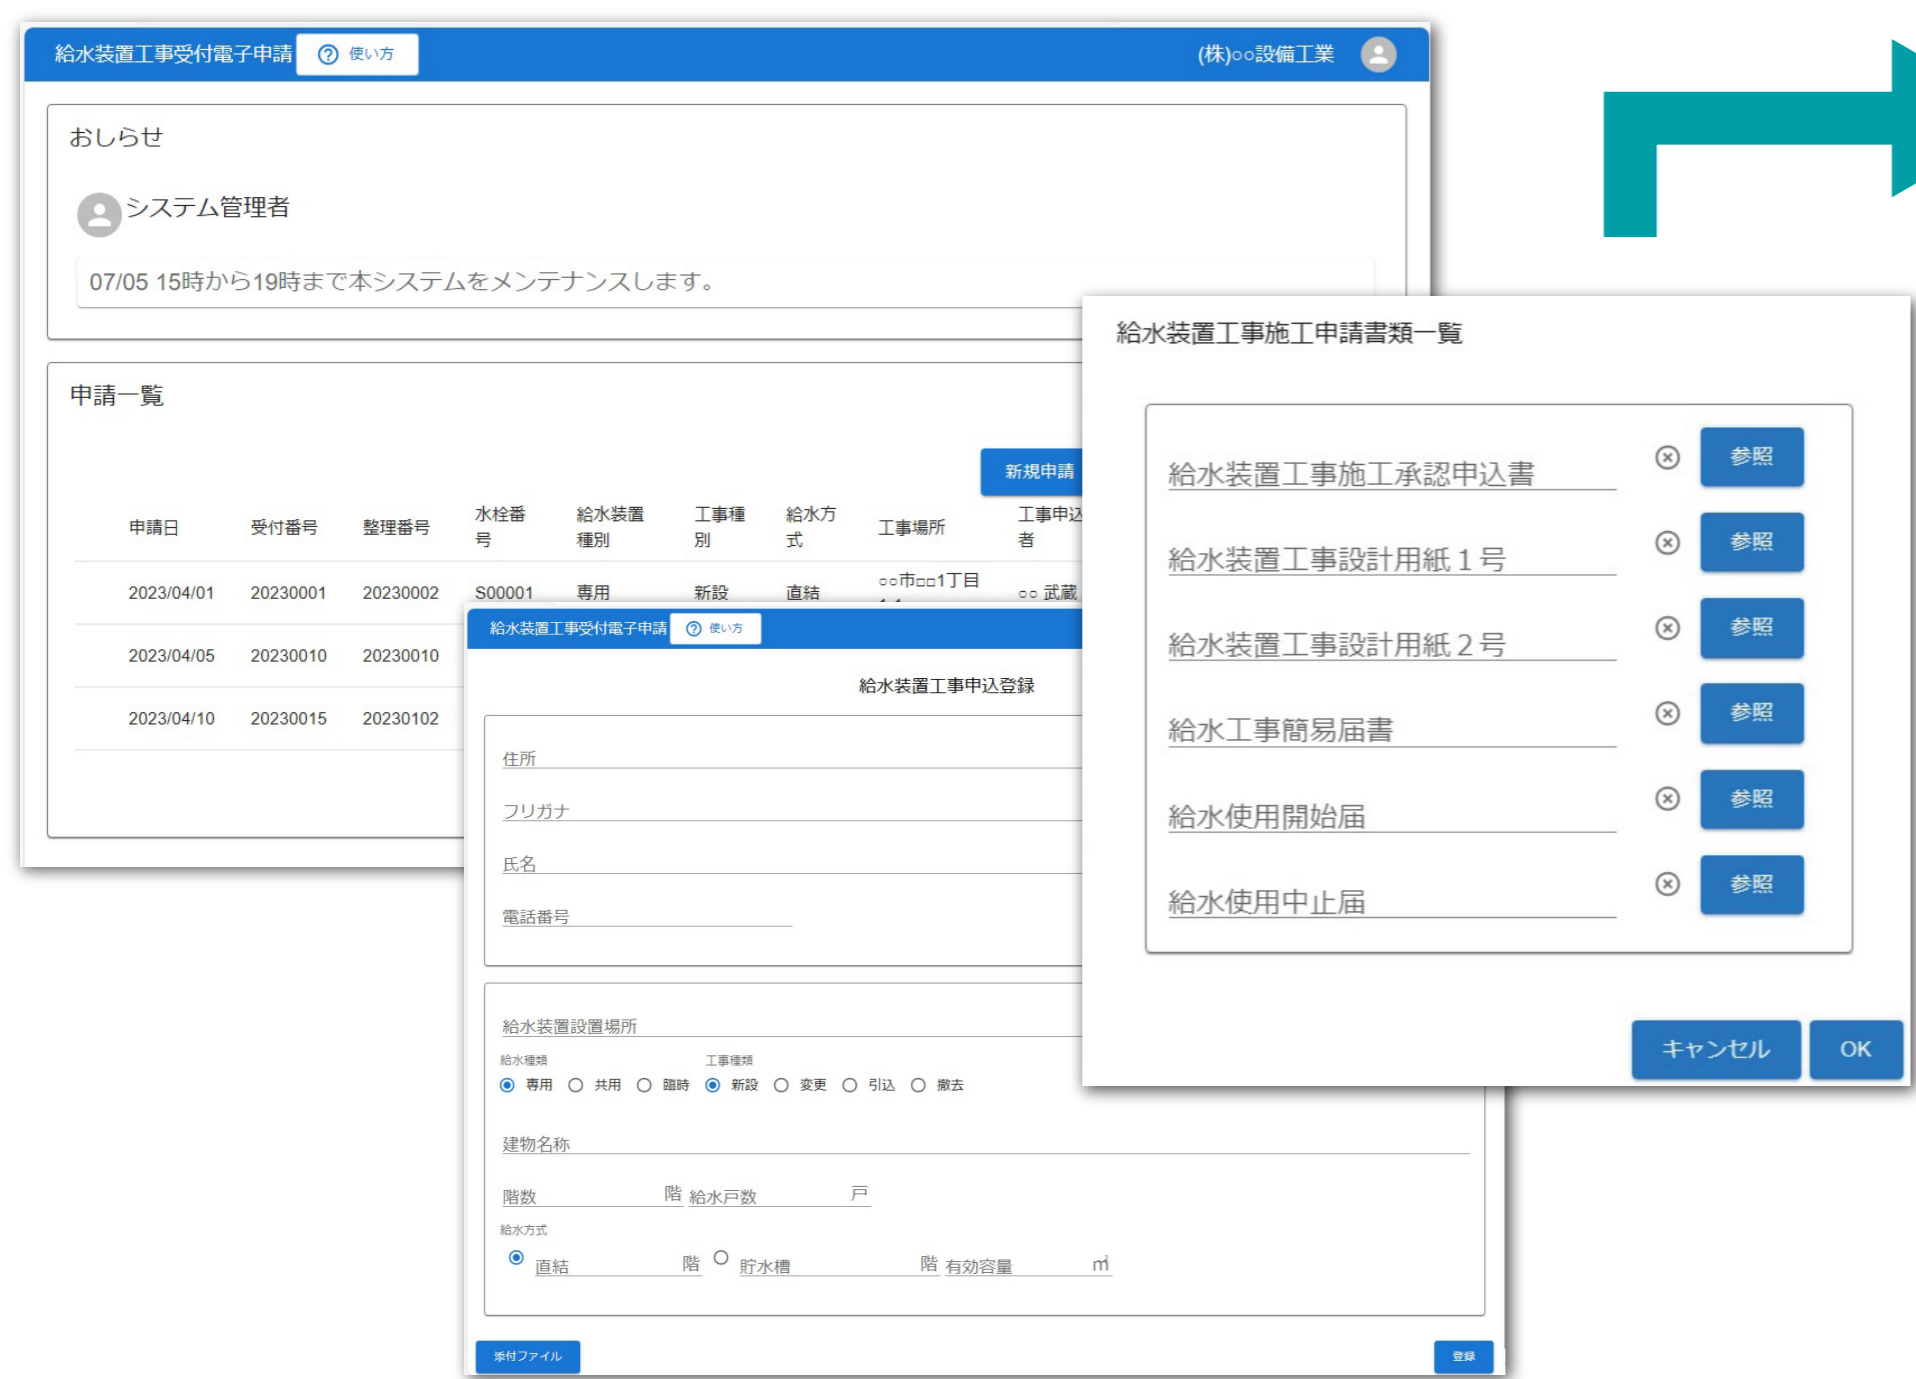 給水装置工事受付電子申請 使い方 (株)○○設備工業
おしらせ
システム管理者
07/05 15時から19時まで本システムをメンテナンスします。
申請一覧
新規申請
申請日 受付番号 整理番号 水栓番号 給水装置種別 工事種別 給水方式 工事場所 工事申込者
2023/04/01 20230001 20230002 S00001 専用 新設 直結 ○○市□□1丁目 ○○ 武蔵
2023/04/05 20230010 20230010
2023/04/10 20230015 20230102
給水装置工事受付電子申請 使い方
給水装置工事申込登録
住所
フリガナ
氏名
電話番号
給水装置設置場所
給水種類 工事種類
専用 共用 臨時 新設 変更 引込 撤去
建物名称
階数 階 給水戸数 戸
給水方式
直結 階 貯水槽 階 有効容量 ㎥
添付ファイル 登録
給水装置工事施工申請書類一覧
給水装置工事施工承認申込書 参照
給水装置工事設計用紙1号 参照
給水装置工事設計用紙2号 参照
給水工事簡易届書 参照
給水使用開始届 参照
給水使用中止届 参照
キャンセル OK